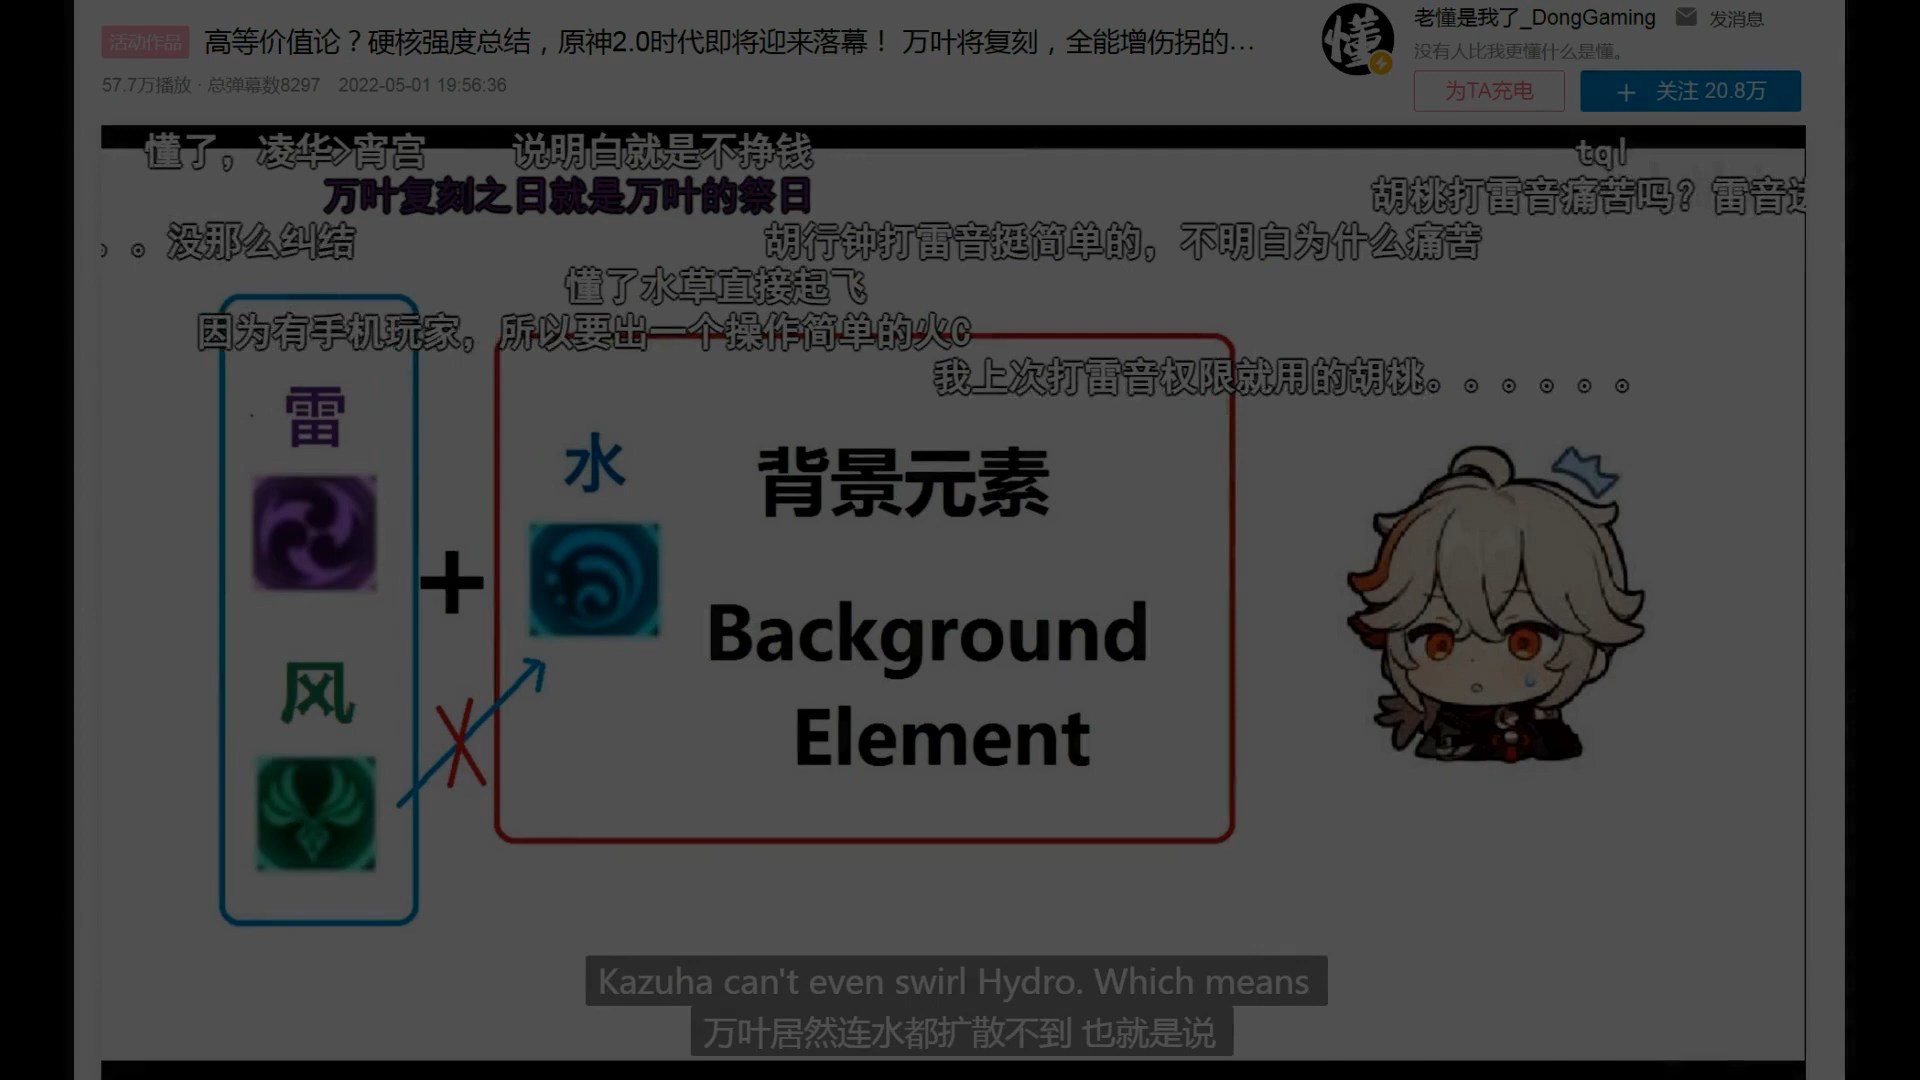 活动作品 高等价值论？硬核强度总结，原神2.0时代即将迎来落幕！ 万叶将复刻，全能增伤拐的…
57.7万播放 · 总弹幕数8297 2022-05-01 19:56:36
懂
老懂是我了_DongGaming 发消息
没有人比我更懂什么是懂。
为TA充电
+ 关注 20.8万
懂了，凌华>宵宫
说明白就是不挣钱
tql
万叶复刻之日就是万叶的祭日
胡桃打雷音痛苦吗？雷音
。。没那么纠结
胡行钟打雷音挺简单的，不明白为什么痛苦
懂了水草直接起飞
因为有手机玩家，所以要出一个操作简单的火C
我上次打雷音权限就用的胡桃。。。。。。
雷
风
+
水
背景元素
Background
Element
Kazuha can't even swirl Hydro. Which means
万叶居然连水都扩散不到 也就是说